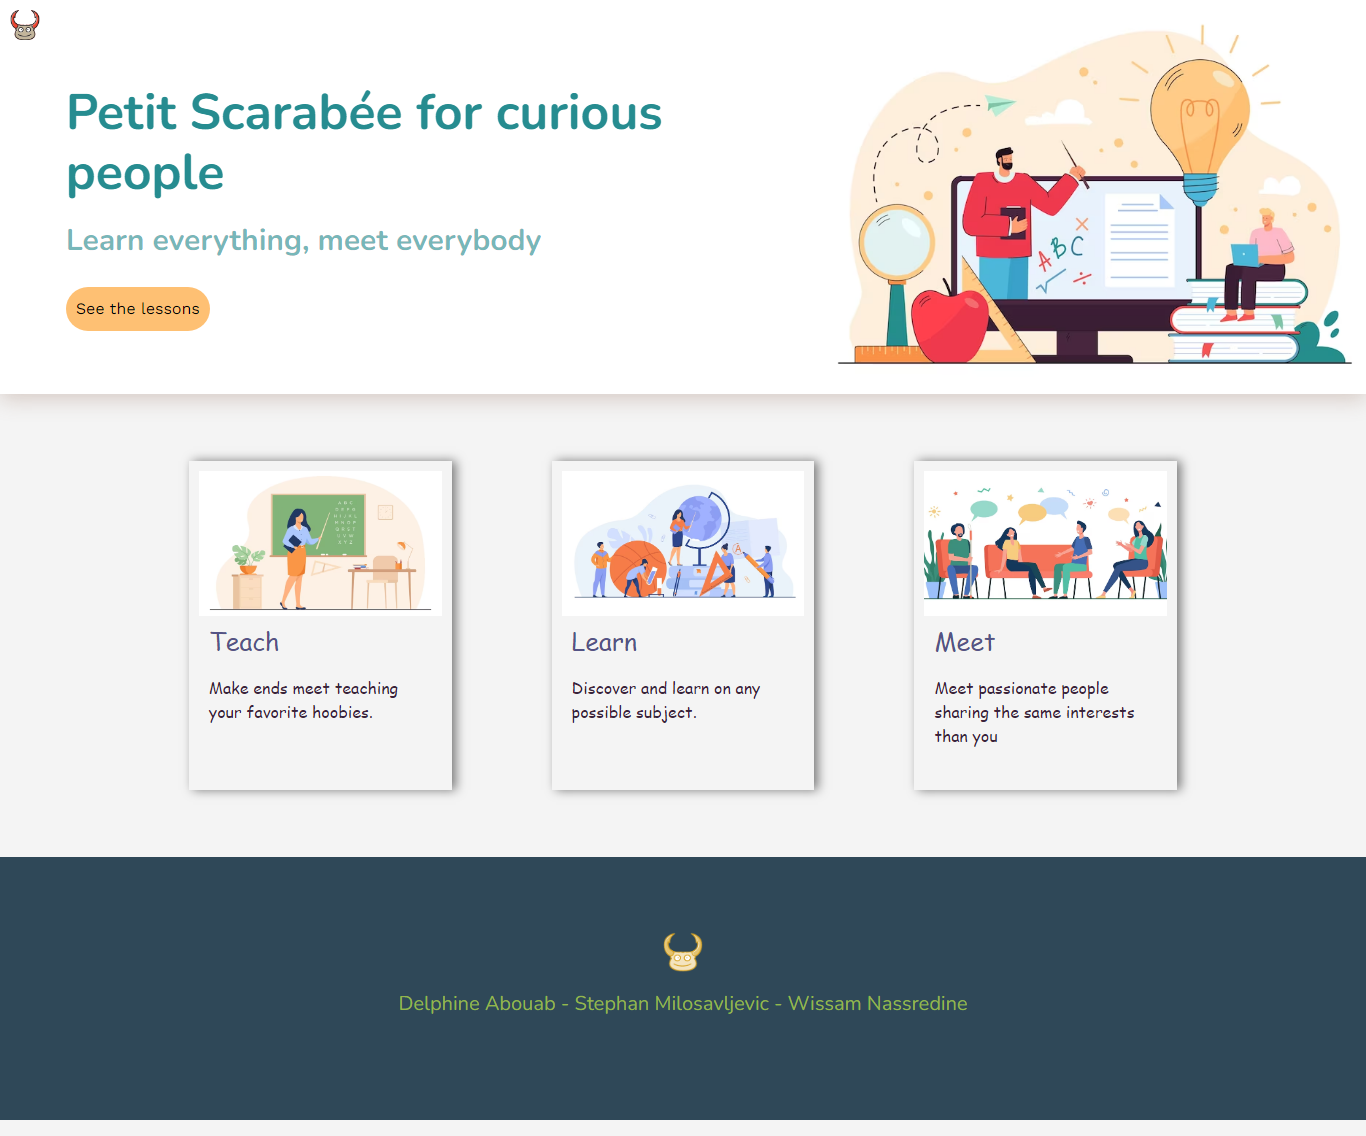 Petit Scarabée for curious
people
Learn everything, meet everybody
See the lessons
A B C
A
Teach
Learn
Meet
Make ends meet teaching
your favorite hoobies.
Discover and learn on any
possible subject.
Meet passionate people
sharing the same interests
than you
Delphine Abouab - Stephan Milosavljevic - Wissam Nassredine